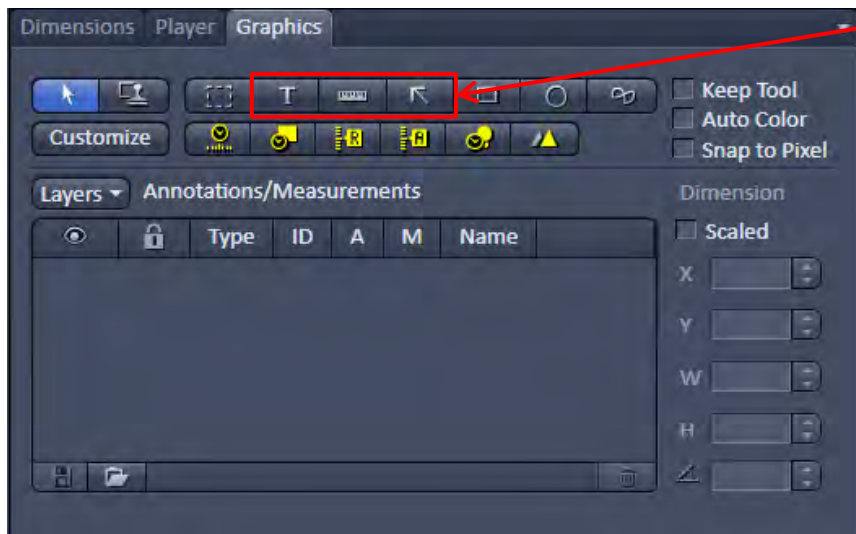 Dimensions Player Graphics
T Keep Tool
Auto Color
Customize R A Snap to Pixel
Layers Annotations/Measurements Dimension
Type ID A M Name Scaled
X
Y
W
H